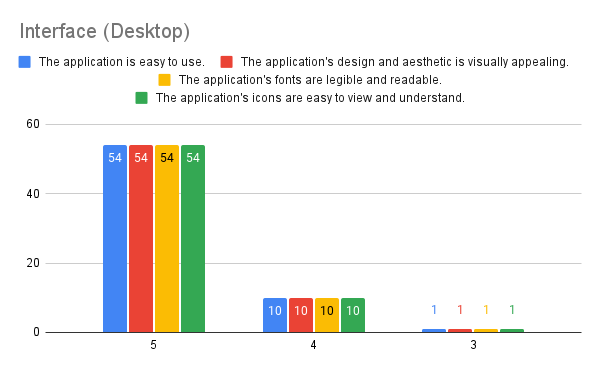 Interface (Desktop)
The application is easy to use. The application's design and aesthetic is visually appealing.
The application's fonts are legible and readable.
The application's icons are easy to view and understand.
60
40
20
0
54 54 54 54
10 10 10 10
1 1 1 1
5 4 3